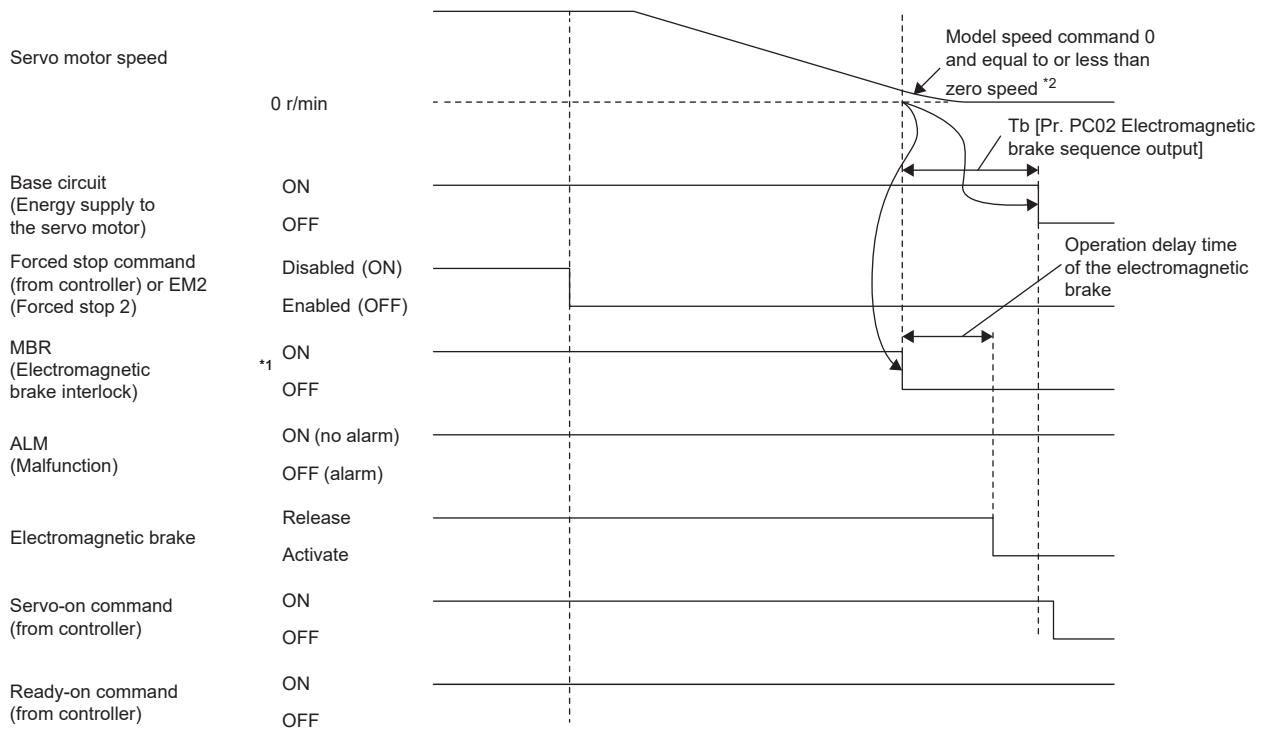 Servo motor speed
0 r/min
Model speed command 0
and equal to or less than
zero speed *2
Tb [Pr. PC02 Electromagnetic
brake sequence output]
Base circuit
(Energy supply to
the servo motor)
ON
OFF
Forced stop command
(from controller) or EM2
(Forced stop 2)
Disabled (ON)
Enabled (OFF)
Operation delay time
of the electromagnetic
brake
MBR
(Electromagnetic
brake interlock)
*1
ON
OFF
ALM
(Malfunction)
ON (no alarm)
OFF (alarm)
Electromagnetic brake
Release
Activate
Servo-on command
(from controller)
ON
OFF
Ready-on command
(from controller)
ON
OFF